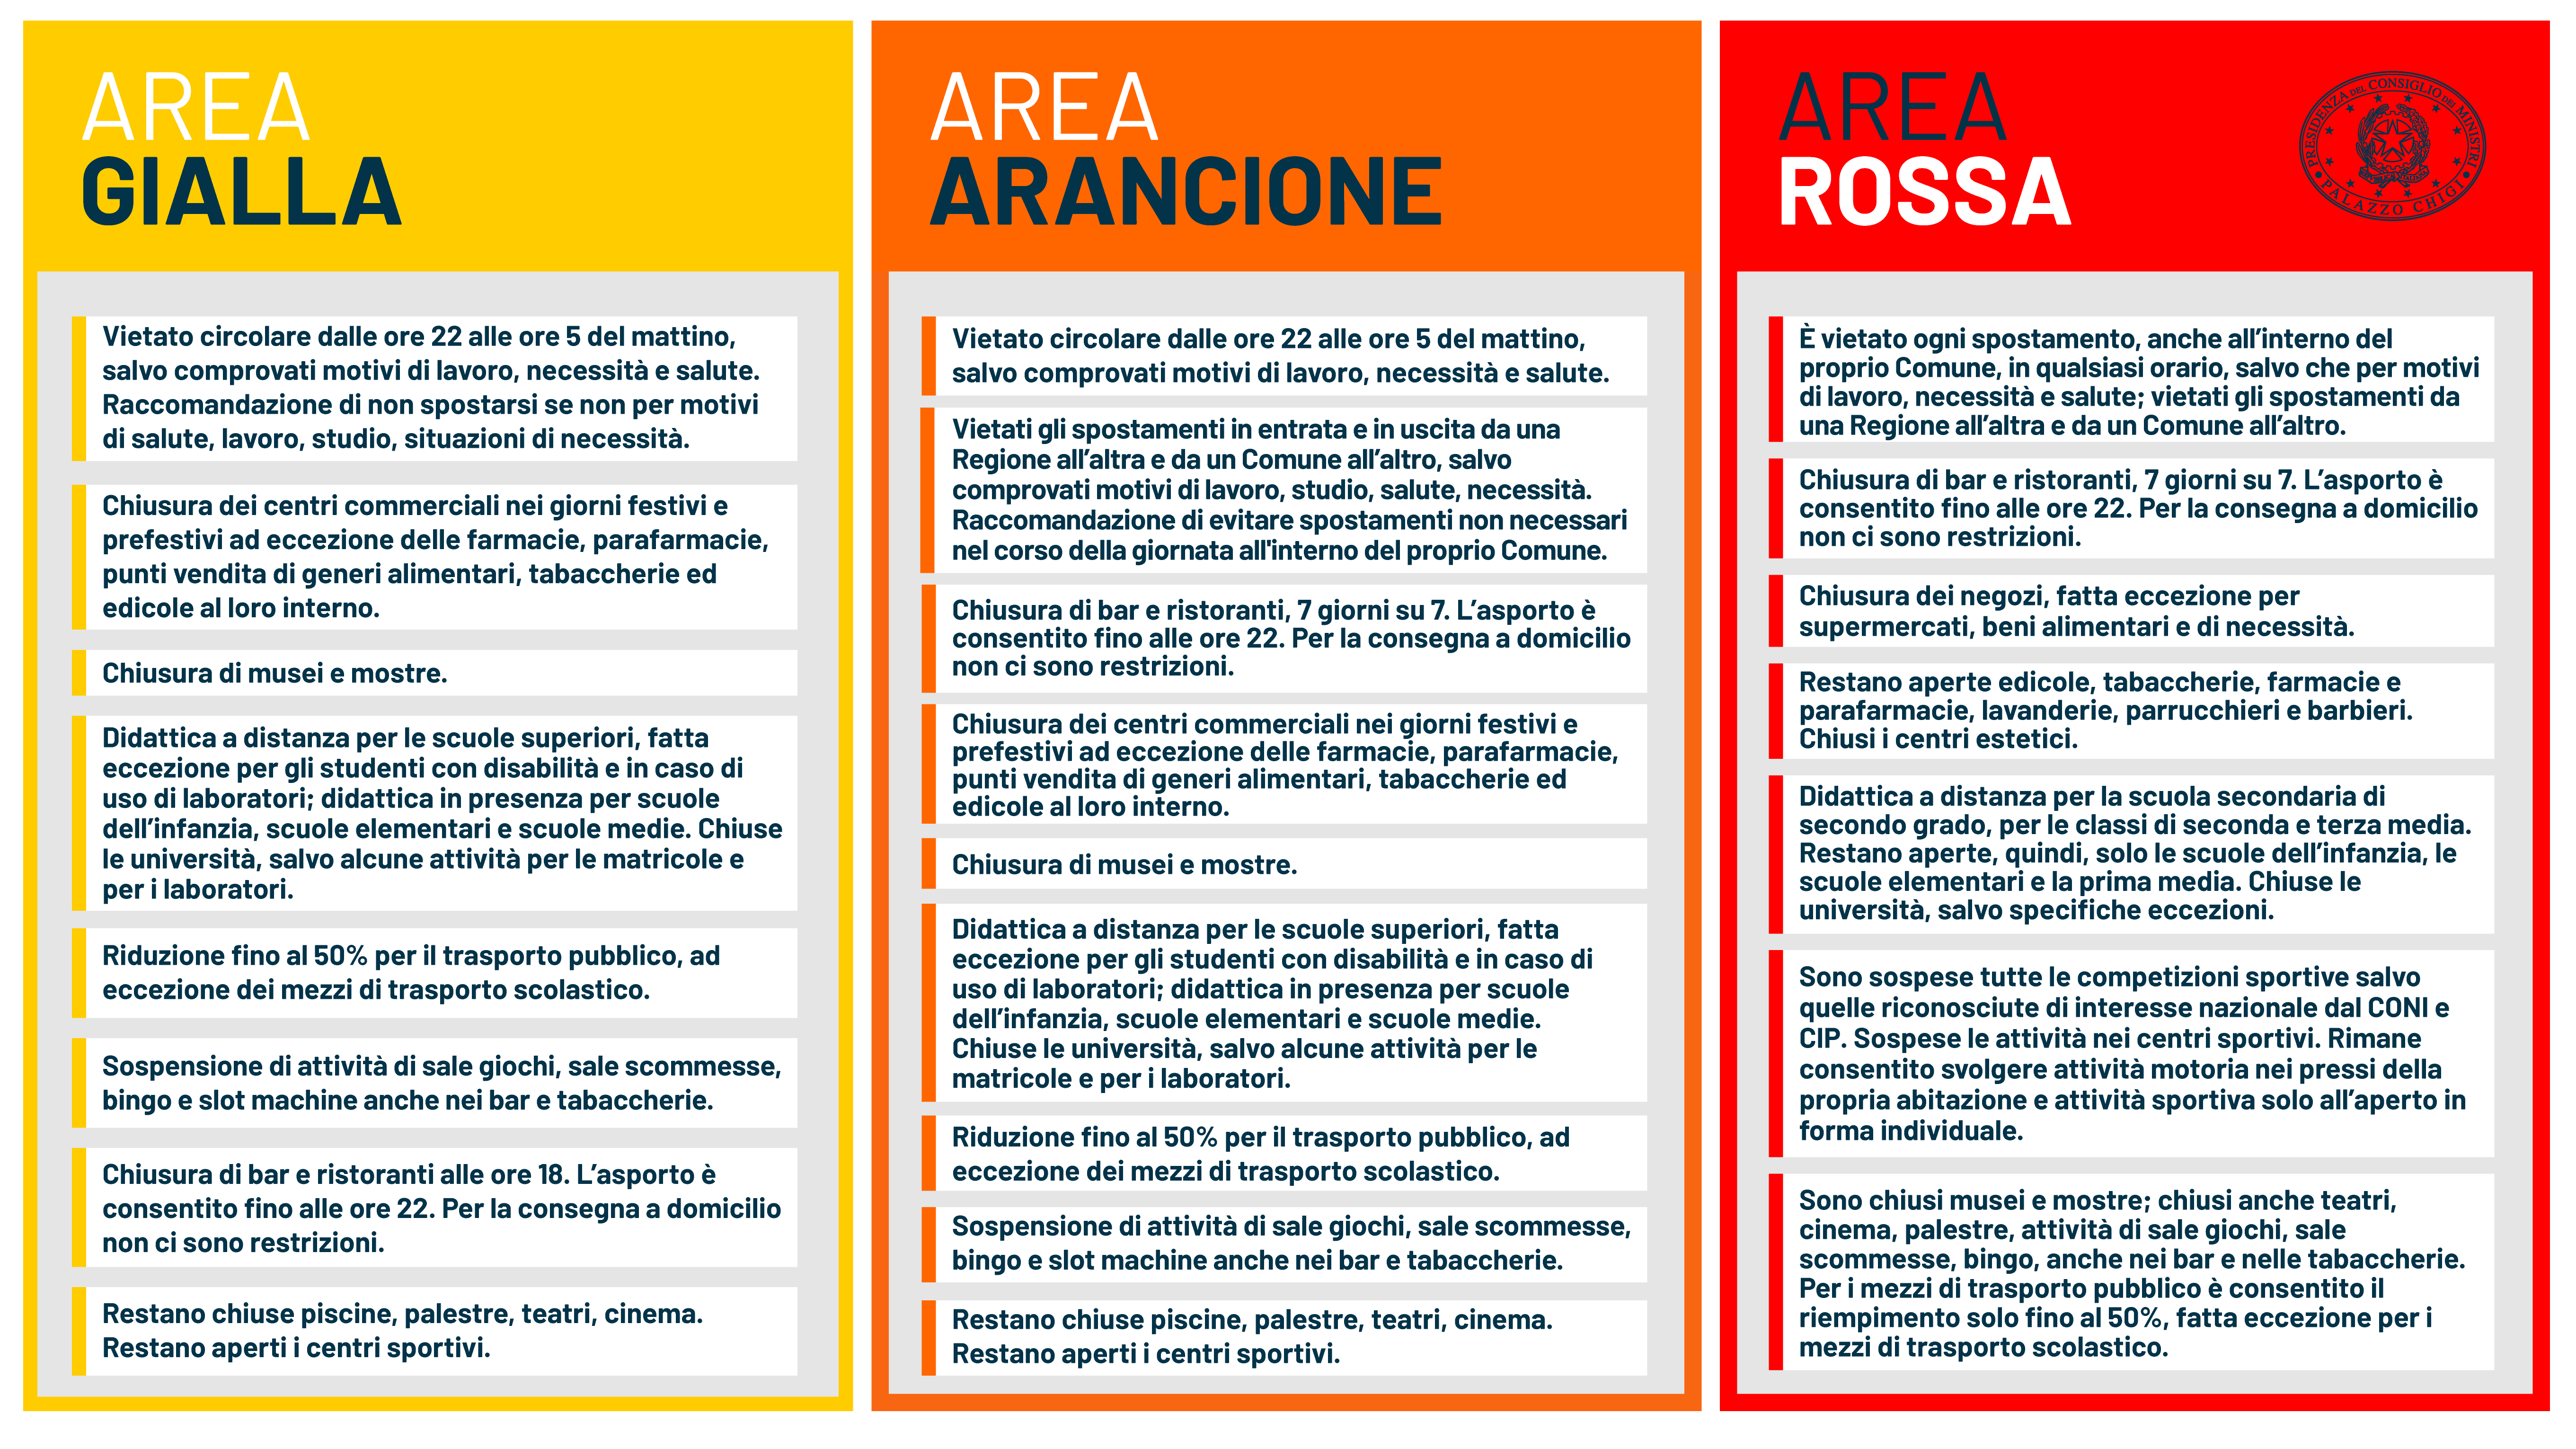 AREA
GIALLA
Vietato circolare dalle ore 22 alle ore 5 del mattino,
salvo comprovati motivi di lavoro, necessità e salute.
Raccomandazione di non spostarsi se non per motivi
di salute, lavoro, studio, situazioni di necessità.
Chiusura dei centri commerciali nei giorni festivi e
prefestivi ad eccezione delle farmacie, parafarmacie,
punti vendita di generi alimentari, tabaccherie ed
edicole al loro interno.
Chiusura di musei e mostre.
Didattica a distanza per le scuole superiori, fatta
eccezione per gli studenti con disabilità e in caso di
uso di laboratori; didattica in presenza per scuole
dell’infanzia, scuole elementari e scuole medie. Chiuse
le università, salvo alcune attività per le matricole e
per i laboratori.
Riduzione fino al 50% per il trasporto pubblico, ad
eccezione dei mezzi di trasporto scolastico.
Sospensione di attività di sale giochi, sale scommesse,
bingo e slot machine anche nei bar e tabaccherie.
Chiusura di bar e ristoranti alle ore 18. L’asporto è
consentito fino alle ore 22. Per la consegna a domicilio
non ci sono restrizioni.
Restano chiuse piscine, palestre, teatri, cinema.
Restano aperti i centri sportivi.
AREA
ARANCIONE
Vietato circolare dalle ore 22 alle ore 5 del mattino,
salvo comprovati motivi di lavoro, necessità e salute.
Vietati gli spostamenti in entrata e in uscita da una
Regione all’altra e da un Comune all’altro, salvo
comprovati motivi di lavoro, studio, salute, necessità.
Raccomandazione di evitare spostamenti non necessari
nel corso della giornata all'interno del proprio Comune.
Chiusura di bar e ristoranti, 7 giorni su 7. L’asporto è
consentito fino alle ore 22. Per la consegna a domicilio
non ci sono restrizioni.
Chiusura dei centri commerciali nei giorni festivi e
prefestivi ad eccezione delle farmacie, parafarmacie,
punti vendita di generi alimentari, tabaccherie ed
edicole al loro interno.
Chiusura di musei e mostre.
Didattica a distanza per le scuole superiori, fatta
eccezione per gli studenti con disabilità e in caso di
uso di laboratori; didattica in presenza per scuole
dell’infanzia, scuole elementari e scuole medie.
Chiuse le università, salvo alcune attività per le
matricole e per i laboratori.
Riduzione fino al 50% per il trasporto pubblico, ad
eccezione dei mezzi di trasporto scolastico.
Sospensione di attività di sale giochi, sale scommesse,
bingo e slot machine anche nei bar e tabaccherie.
Restano chiuse piscine, palestre, teatri, cinema.
Restano aperti i centri sportivi.
AREA
ROSSA
PRESIDENZA DEL CONSIGLIO DEI MINISTRI
PALAZZO CHIGI
È vietato ogni spostamento, anche all’interno del
proprio Comune, in qualsiasi orario, salvo che per motivi
di lavoro, necessità e salute; vietati gli spostamenti da
una Regione all’altra e da un Comune all’altro.
Chiusura di bar e ristoranti, 7 giorni su 7. L’asporto è
consentito fino alle ore 22. Per la consegna a domicilio
non ci sono restrizioni.
Chiusura dei negozi, fatta eccezione per
supermercati, beni alimentari e di necessità.
Restano aperte edicole, tabaccherie, farmacie e
parafarmacie, lavanderie, parrucchieri e barbieri.
Chiusi i centri estetici.
Didattica a distanza per la scuola secondaria di
secondo grado, per le classi di seconda e terza media.
Restano aperte, quindi, solo le scuole dell’infanzia, le
scuole elementari e la prima media. Chiuse le
università, salvo specifiche eccezioni.
Sono sospese tutte le competizioni sportive salvo
quelle riconosciute di interesse nazionale dal CONI e
CIP. Sospese le attività nei centri sportivi. Rimane
consentito svolgere attività motoria nei pressi della
propria abitazione e attività sportiva solo all’aperto in
forma individuale.
Sono chiusi musei e mostre; chiusi anche teatri,
cinema, palestre, attività di sale giochi, sale
scommesse, bingo, anche nei bar e nelle tabaccherie.
Per i mezzi di trasporto pubblico è consentito il
riempimento solo fino al 50%, fatta eccezione per i
mezzi di trasporto scolastico.